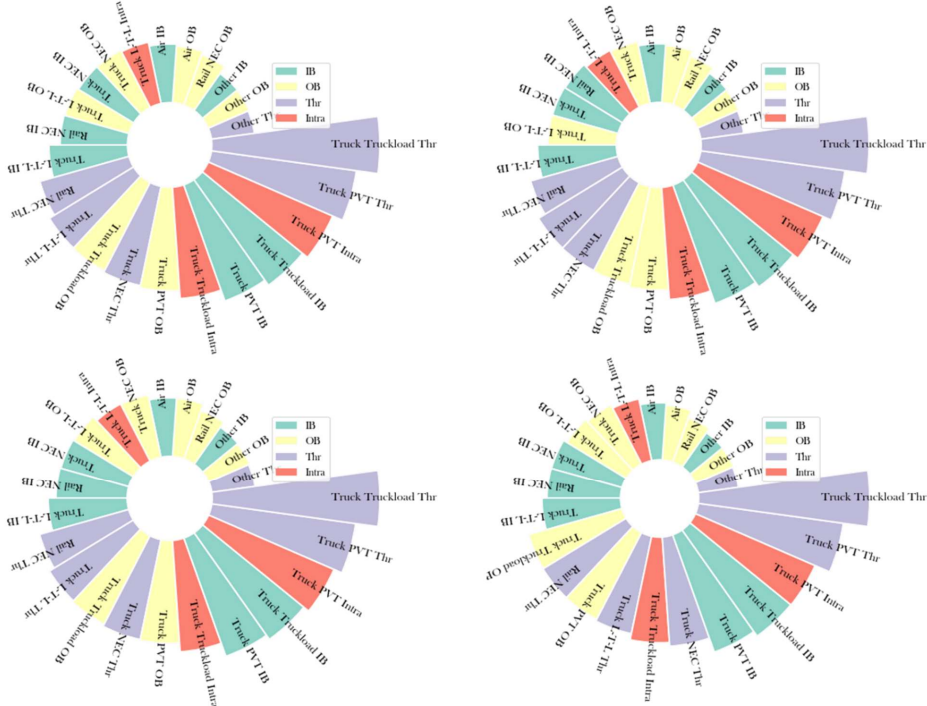 Air IB
Air OB
Rail NEC OB
Other IB
Other OB
Other Th
Truck Truckload Thr
Truck PVT Thr
Truck PVT Intra
Truck Truckload IB
Truck PVT IB
Truck Truckload Intra
Truck PVT OB
Truck NEC Thr
Truck Truckload OB
Truck L-T-L Thr
Rail NEC Thr
Truck L-T-L IB
Rail NEC IB
Truck L-T-L OB
Truck NEC IB
Truck NEC OB
Truck L-T-L Intra
IB
OB
Thr
Intra
Air IB
Air OB
Rail NEC OB
Other IB
Other OB
Other Th
Truck Truckload Thr
Truck PVT Thr
Truck PVT Intra
Truck Truckload IB
Truck PVT IB
Truck Truckload Intra
Truck PVT OB
Truck Truckload OB
Truck NEC Thr
Truck L-T-L Thr
Rail NEC Thr
Truck L-T-L IB
Truck L-T-L OB
Truck NEC IB
Rail NEC IB
Truck L-T-L Intra
Truck NEC OB
IB
OB
Thr
Intra
Air IB
Air OB
Rail NEC OB
Other IB
Other OB
Other Th
Truck Truckload Thr
Truck PVT Thr
Truck PVT Intra
Truck Truckload IB
Truck PVT IB
Truck Truckload Intra
Truck PVT OB
Truck NEC Thr
Truck Truckload OB
Truck L-T-L Thr
Rail NEC Thr
Truck L-T-L IB
Rail NEC IB
Truck NEC IB
Truck L-T-L OB
Truck L-T-L Intra
Truck NEC OB
IB
OB
Thr
Intra
Air IB
Air OB
Rail NEC OB
Other IB
Other OB
Other Th
Truck Truckload Thr
Truck PVT Thr
Truck PVT Intra
Truck Truckload IB
Truck PVT IB
Truck NEC Thr
Truck Truckload Intra
Truck L-T-L Thr
Truck PVT OB
Rail NEC Thr
Truck Truckload OB
Truck L-T-L IB
Rail NEC IB
Truck NEC IB
Truck L-T-L OB
Truck NEC OB
Truck L-T-L Intra
IB
OB
Thr
Intra